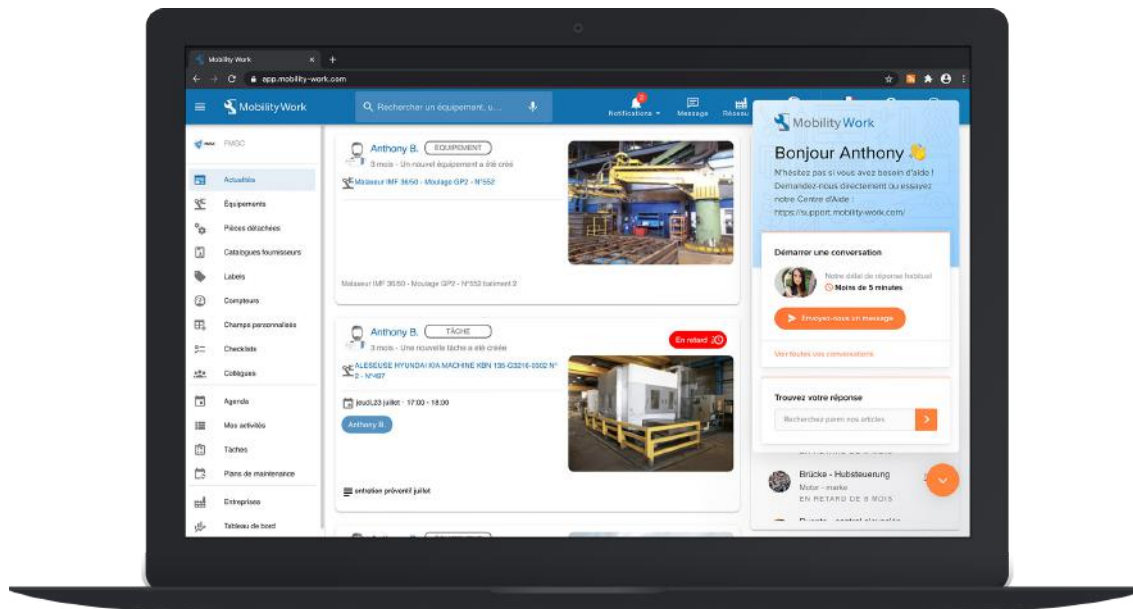 Mobility Work
app.mobility-work.com
Mobility Work
Rechercher un équipement, u...
Notifications
Message
Réseau
FMGC
Actualités
Équipements
Pièces détachées
Catalogues fournisseurs
Labels
Compteurs
Champs personnalisés
Checklists
Collègues
Agenda
Mes activités
Tâches
Plans de maintenance
Entreprises
Tableau de bord
Anthony B. EQUIPEMENT
3 mois - Un nouvel équipement a été créé
Malaxeur IMF 36/60 - Moulage GP2 - N°552
Malaxeur IMF 36/60 - Moulage GP2 - N°552 batiment 2
Anthony B. TÂCHE
3 mois - Une nouvelle tâche a été créée
En retard
ALESEUSE HYUNDAI KIA MACHINE KBN 135-G3216-0302 N°
2 - N°497
jeudi,23 juillet - 17:00 - 18:00
Anthony B.
entretien préventif juillet
Mobility Work
Bonjour Anthony
N'hésitez pas si vous avez besoin d'aide !
Demandez-nous directement ou essayez
notre Centre d'Aide :
https://support.mobility-work.com/
Démarrer une conversation
Notre délai de réponse habituel
Moins de 5 minutes
Envoyez-nous un message
Voir toutes vos conversations
Trouvez votre réponse
Recherchez parmi nos articles
Brücke - Hubsteuerung
Motor - marke
EN RETARD DE 8 MOIS